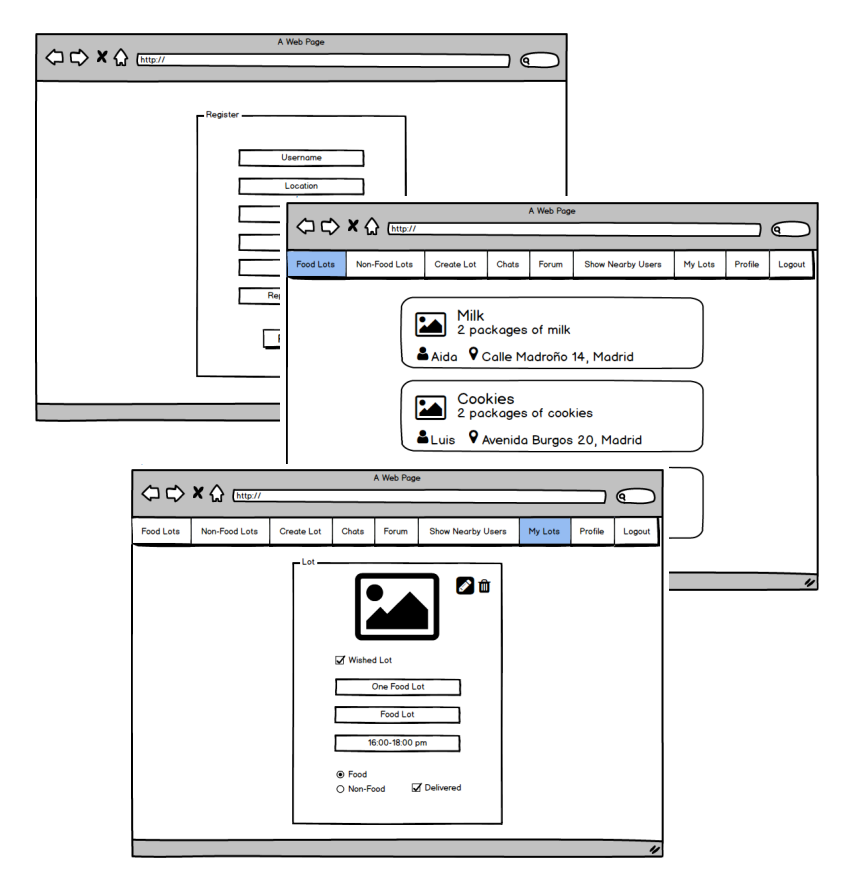 A Web Page
http://
Register
Username
Location
A Web Page
http://
Food Lots Non-Food Lots Create Lot Chats Forum Show Nearby Users My Lots Profile Logout
Milk
2 packages of milk
Aida Calle Madroño 14, Madrid
Cookies
2 packages of cookies
Luis Avenida Burgos 20, Madrid
A Web Page
http://
Food Lots Non-Food Lots Create Lot Chats Forum Show Nearby Users My Lots Profile Logout
Lot
Wished Lot
One Food Lot
Food Lot
16:00-18:00 pm
Food
Non-Food Delivered